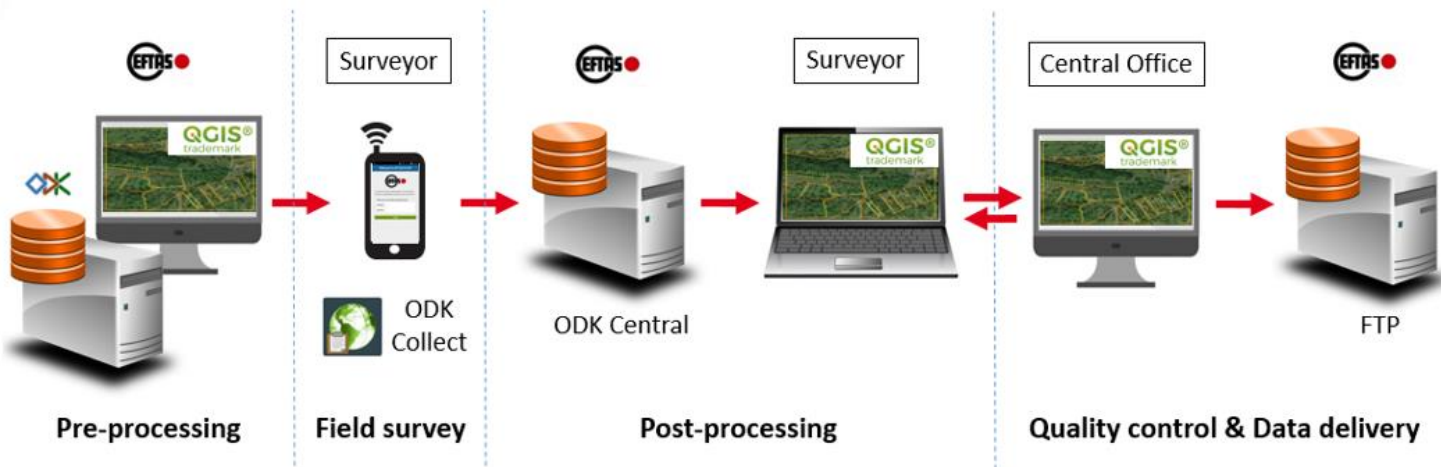 EFTAS
Surveyor
EFTAS
Surveyor
Central Office
EFTAS
QGIS®
trademark
QGIS®
trademark
QGIS®
trademark
ODK
Collect
ODK Central
FTP
Pre-processing
Field survey
Post-processing
Quality control & Data delivery